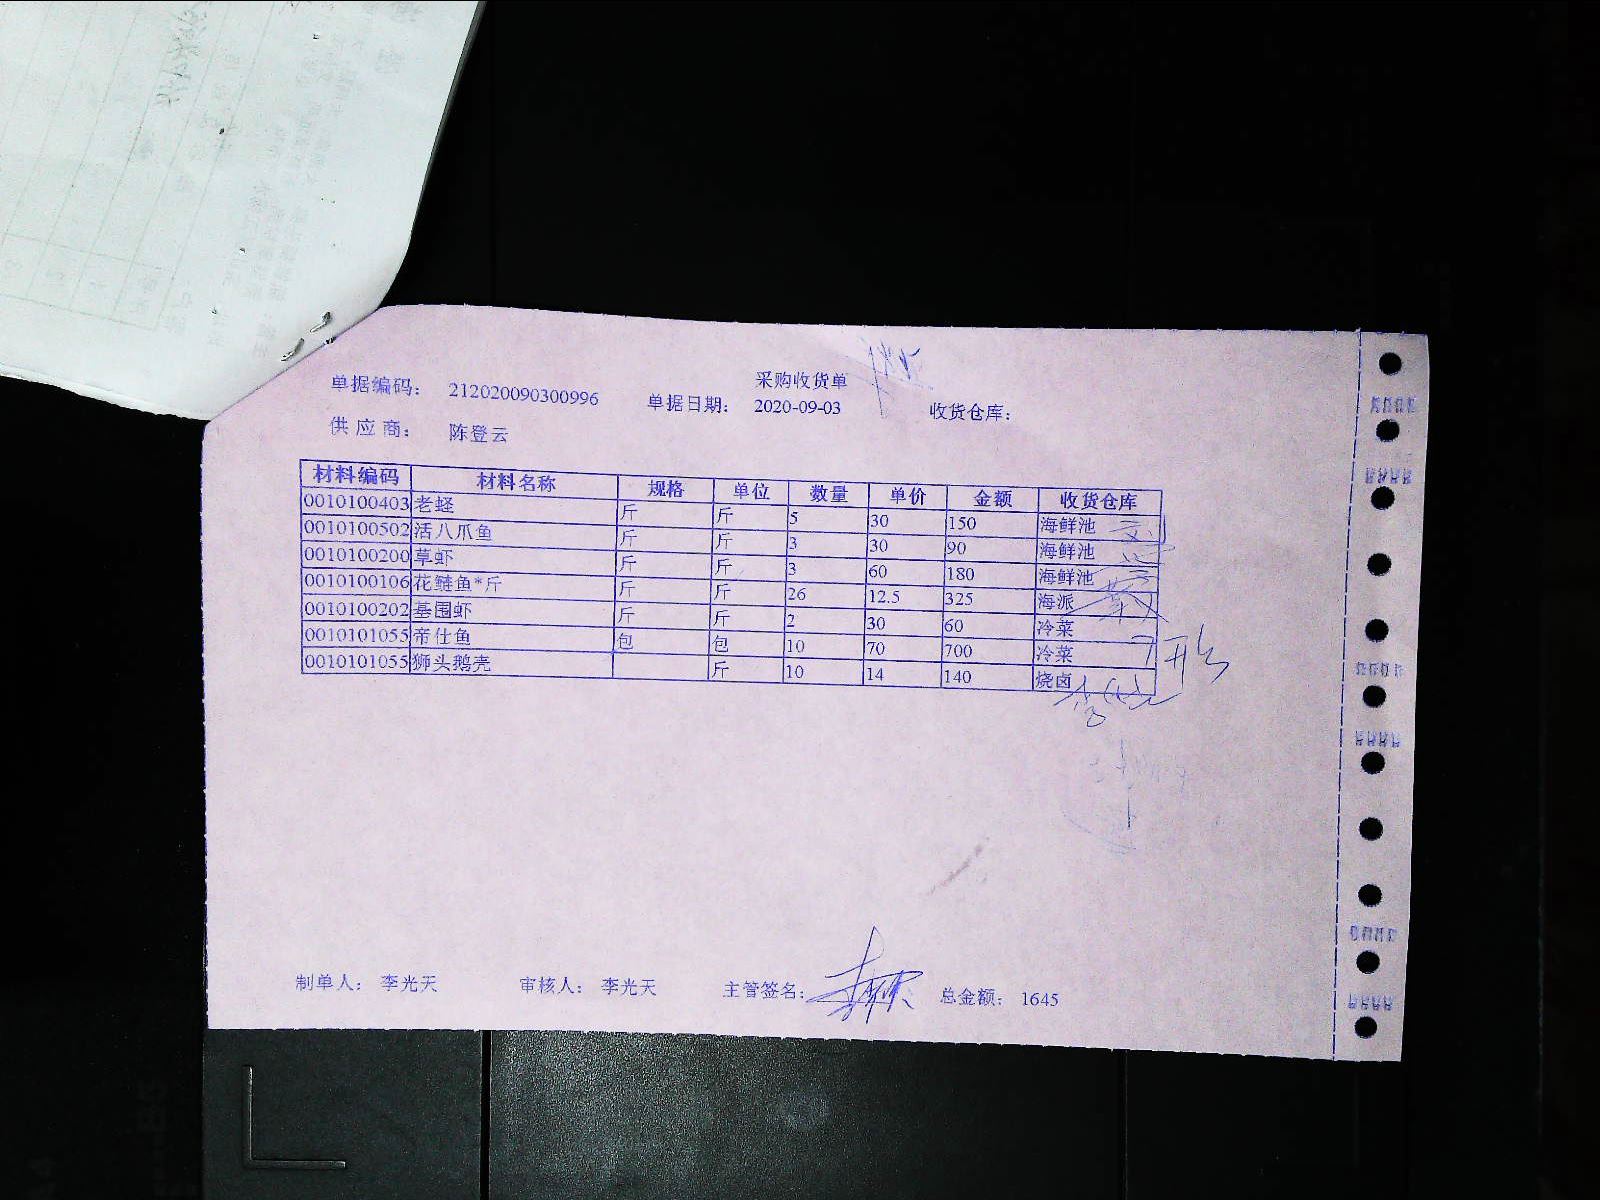 采购收货单
单据编码： 212020090300996 单据日期： 2020-09-03 收货仓库：
供应商： 陈登云
材料编码 材料名称 规格 单位 数量 单价 金额 收货仓库
0010100403 老蛏 斤 斤 5 30 150 海鲜池
0010100502 活八爪鱼 斤 斤 3 30 90 海鲜池
0010100200 草虾 斤 斤 3 60 180 海鲜池
0010100106 花鲢鱼*斤 斤 斤 26 12.5 325 海派
0010100202 基围虾 斤 斤 2 30 60 冷菜
0010101055 帝仕鱼 包 包 10 70 700 冷菜
0010101055 狮头鹅壳 斤 10 14 140 烧卤
制单人： 李光天 审核人： 李光天 主管签名： 总金额： 1645